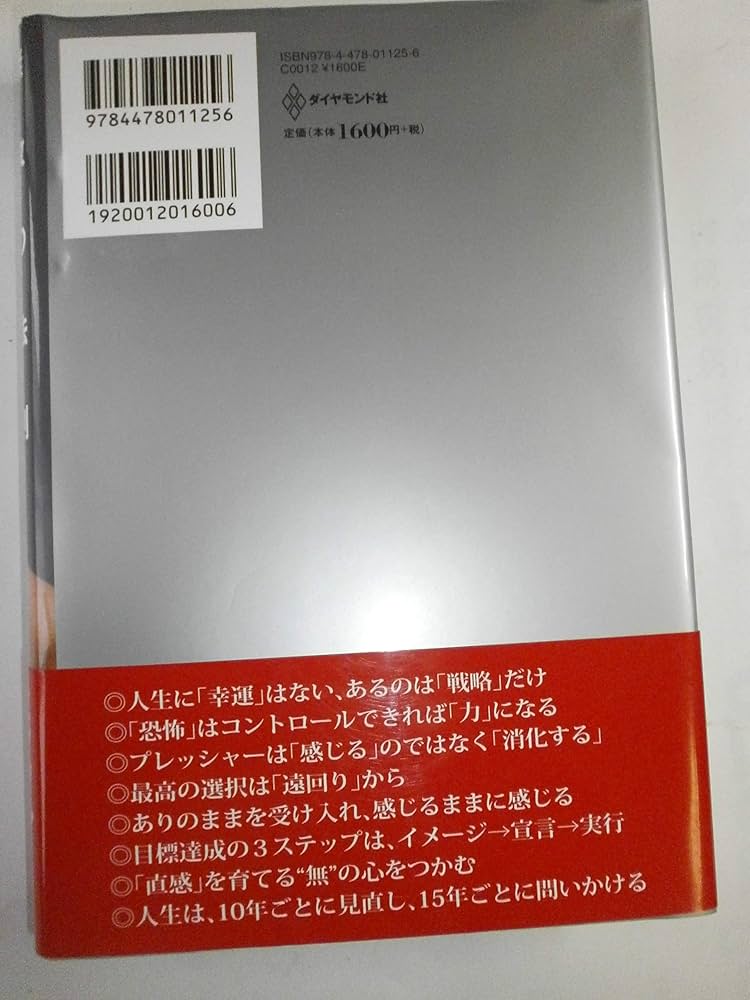 ISBN978-4-478-01125-6
C0012 ¥1600E
ダイヤモンド社
定価(本体1600円+税)
9784478011256
1920012016006
◎人生に「幸運」はない、あるのは「戦略」だけ
◎「恐怖」はコントロールできれば「力」になる
◎プレッシャーは「感じる」のではなく「消化する」
◎最高の選択は「遠回り」から
◎ありのままを受け入れ、感じるままに感じる
◎目標達成の3ステップは、イメージ→宣言→実行
◎「直感」を育てる“無”の心をつかむ
◎人生は、10年ごとに見直し、15年ごとに問いかける